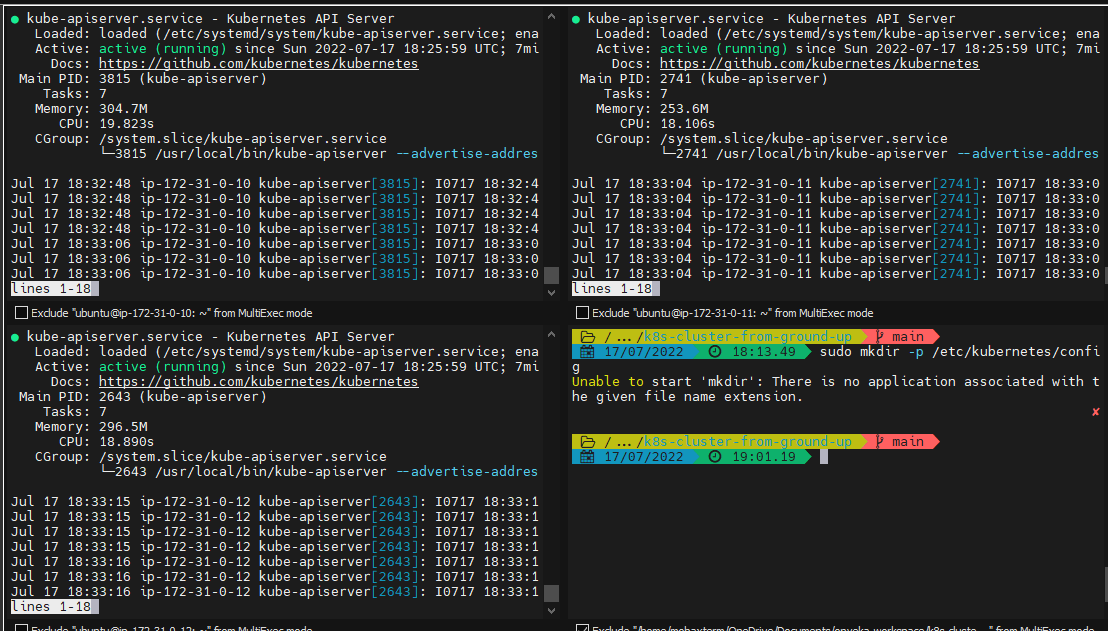 ● kube-apiserver.service - Kubernetes API Server
Loaded: loaded (/etc/systemd/system/kube-apiserver.service; ena
Active: active (running) since Sun 2022-07-17 18:25:59 UTC; 7mi
Docs: https://github.com/kubernetes/kubernetes
Main PID: 3815 (kube-apiserver)
Tasks: 7
Memory: 304.7M
CPU: 19.823s
CGroup: /system.slice/kube-apiserver.service
└─3815 /usr/local/bin/kube-apiserver --advertise-addres
Jul 17 18:32:48 ip-172-31-0-10 kube-apiserver[3815]: I0717 18:32:4
Jul 17 18:32:48 ip-172-31-0-10 kube-apiserver[3815]: I0717 18:32:4
Jul 17 18:32:48 ip-172-31-0-10 kube-apiserver[3815]: I0717 18:32:4
Jul 17 18:32:48 ip-172-31-0-10 kube-apiserver[3815]: I0717 18:32:4
Jul 17 18:33:06 ip-172-31-0-10 kube-apiserver[3815]: I0717 18:33:0
Jul 17 18:33:06 ip-172-31-0-10 kube-apiserver[3815]: I0717 18:33:0
Jul 17 18:33:06 ip-172-31-0-10 kube-apiserver[3815]: I0717 18:33:0
lines 1-18
Exclude "ubuntu@ip-172-31-0-10: ~" from MultiExec mode
● kube-apiserver.service - Kubernetes API Server
Loaded: loaded (/etc/systemd/system/kube-apiserver.service; ena
Active: active (running) since Sun 2022-07-17 18:25:59 UTC; 7mi
Docs: https://github.com/kubernetes/kubernetes
Main PID: 2741 (kube-apiserver)
Tasks: 7
Memory: 253.6M
CPU: 18.106s
CGroup: /system.slice/kube-apiserver.service
└─2741 /usr/local/bin/kube-apiserver --advertise-addres
Jul 17 18:33:04 ip-172-31-0-11 kube-apiserver[2741]: I0717 18:33:0
Jul 17 18:33:04 ip-172-31-0-11 kube-apiserver[2741]: I0717 18:33:0
Jul 17 18:33:04 ip-172-31-0-11 kube-apiserver[2741]: I0717 18:33:0
Jul 17 18:33:04 ip-172-31-0-11 kube-apiserver[2741]: I0717 18:33:0
Jul 17 18:33:04 ip-172-31-0-11 kube-apiserver[2741]: I0717 18:33:0
Jul 17 18:33:04 ip-172-31-0-11 kube-apiserver[2741]: I0717 18:33:0
Jul 17 18:33:04 ip-172-31-0-11 kube-apiserver[2741]: I0717 18:33:0
lines 1-18
Exclude "ubuntu@ip-172-31-0-11: ~" from MultiExec mode
● kube-apiserver.service - Kubernetes API Server
Loaded: loaded (/etc/systemd/system/kube-apiserver.service; ena
Active: active (running) since Sun 2022-07-17 18:25:59 UTC; 7mi
Docs: https://github.com/kubernetes/kubernetes
Main PID: 2643 (kube-apiserver)
Tasks: 7
Memory: 296.5M
CPU: 18.890s
CGroup: /system.slice/kube-apiserver.service
└─2643 /usr/local/bin/kube-apiserver --advertise-addres
Jul 17 18:33:15 ip-172-31-0-12 kube-apiserver[2643]: I0717 18:33:1
Jul 17 18:33:15 ip-172-31-0-12 kube-apiserver[2643]: I0717 18:33:1
Jul 17 18:33:15 ip-172-31-0-12 kube-apiserver[2643]: I0717 18:33:1
Jul 17 18:33:15 ip-172-31-0-12 kube-apiserver[2643]: I0717 18:33:1
Jul 17 18:33:16 ip-172-31-0-12 kube-apiserver[2643]: I0717 18:33:1
Jul 17 18:33:16 ip-172-31-0-12 kube-apiserver[2643]: I0717 18:33:1
Jul 17 18:33:16 ip-172-31-0-12 kube-apiserver[2643]: I0717 18:33:1
lines 1-18
Exclude "ubuntu@ip-172-31-0-12: ~" from MultiExec mode
/ ... /k8s-cluster-from-ground-up main
17/07/2022 18:13.49 sudo mkdir -p /etc/kubernetes/confi
g
Unable to start 'mkdir': There is no application associated with t
he given file name extension.
✘
/ ... /k8s-cluster-from-ground-up main
17/07/2022 19:01.19